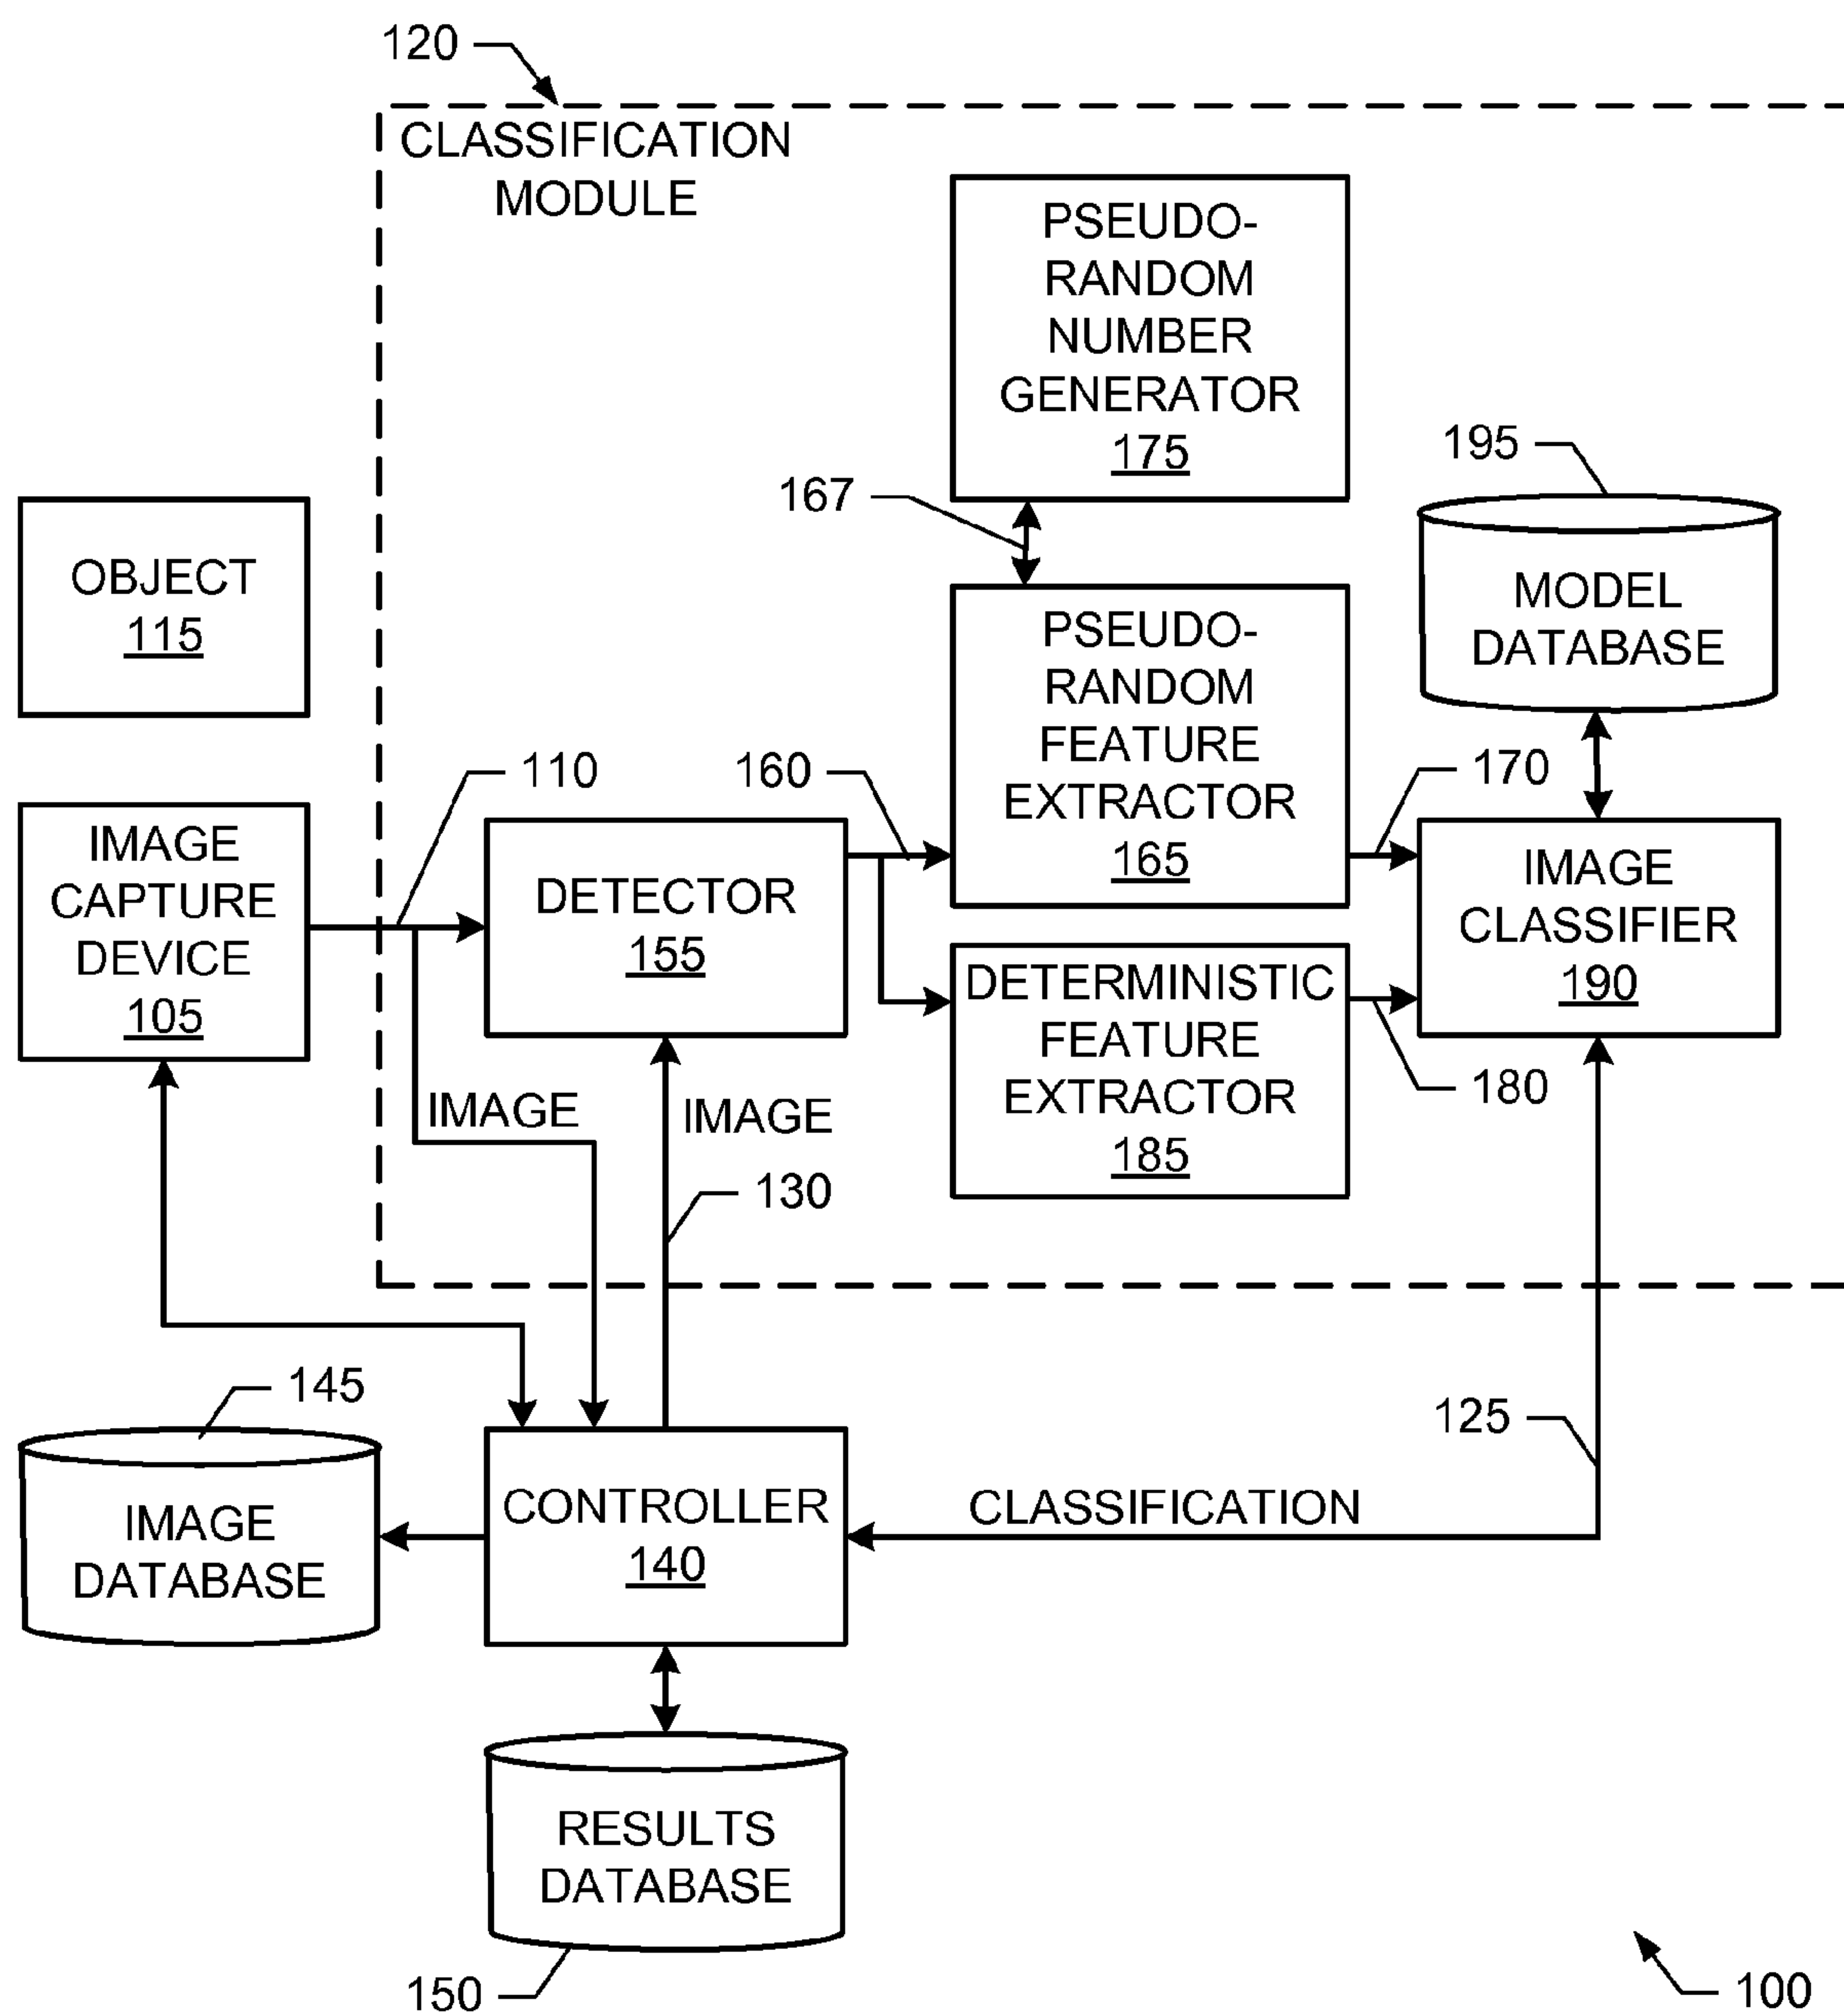 120
CLASSIFICATION
MODULE
PSEUDO-
RANDOM
NUMBER
GENERATOR
175
167
195
OBJECT
115
PSEUDO-
RANDOM
FEATURE
EXTRACTOR
165
MODEL
DATABASE
110
160
170
IMAGE
CAPTURE
DEVICE
105
DETECTOR
155
IMAGE
CLASSIFIER
190
DETERMINISTIC
FEATURE
EXTRACTOR
185
180
IMAGE
IMAGE
130
145
125
IMAGE
DATABASE
CONTROLLER
140
CLASSIFICATION
RESULTS
DATABASE
150
100